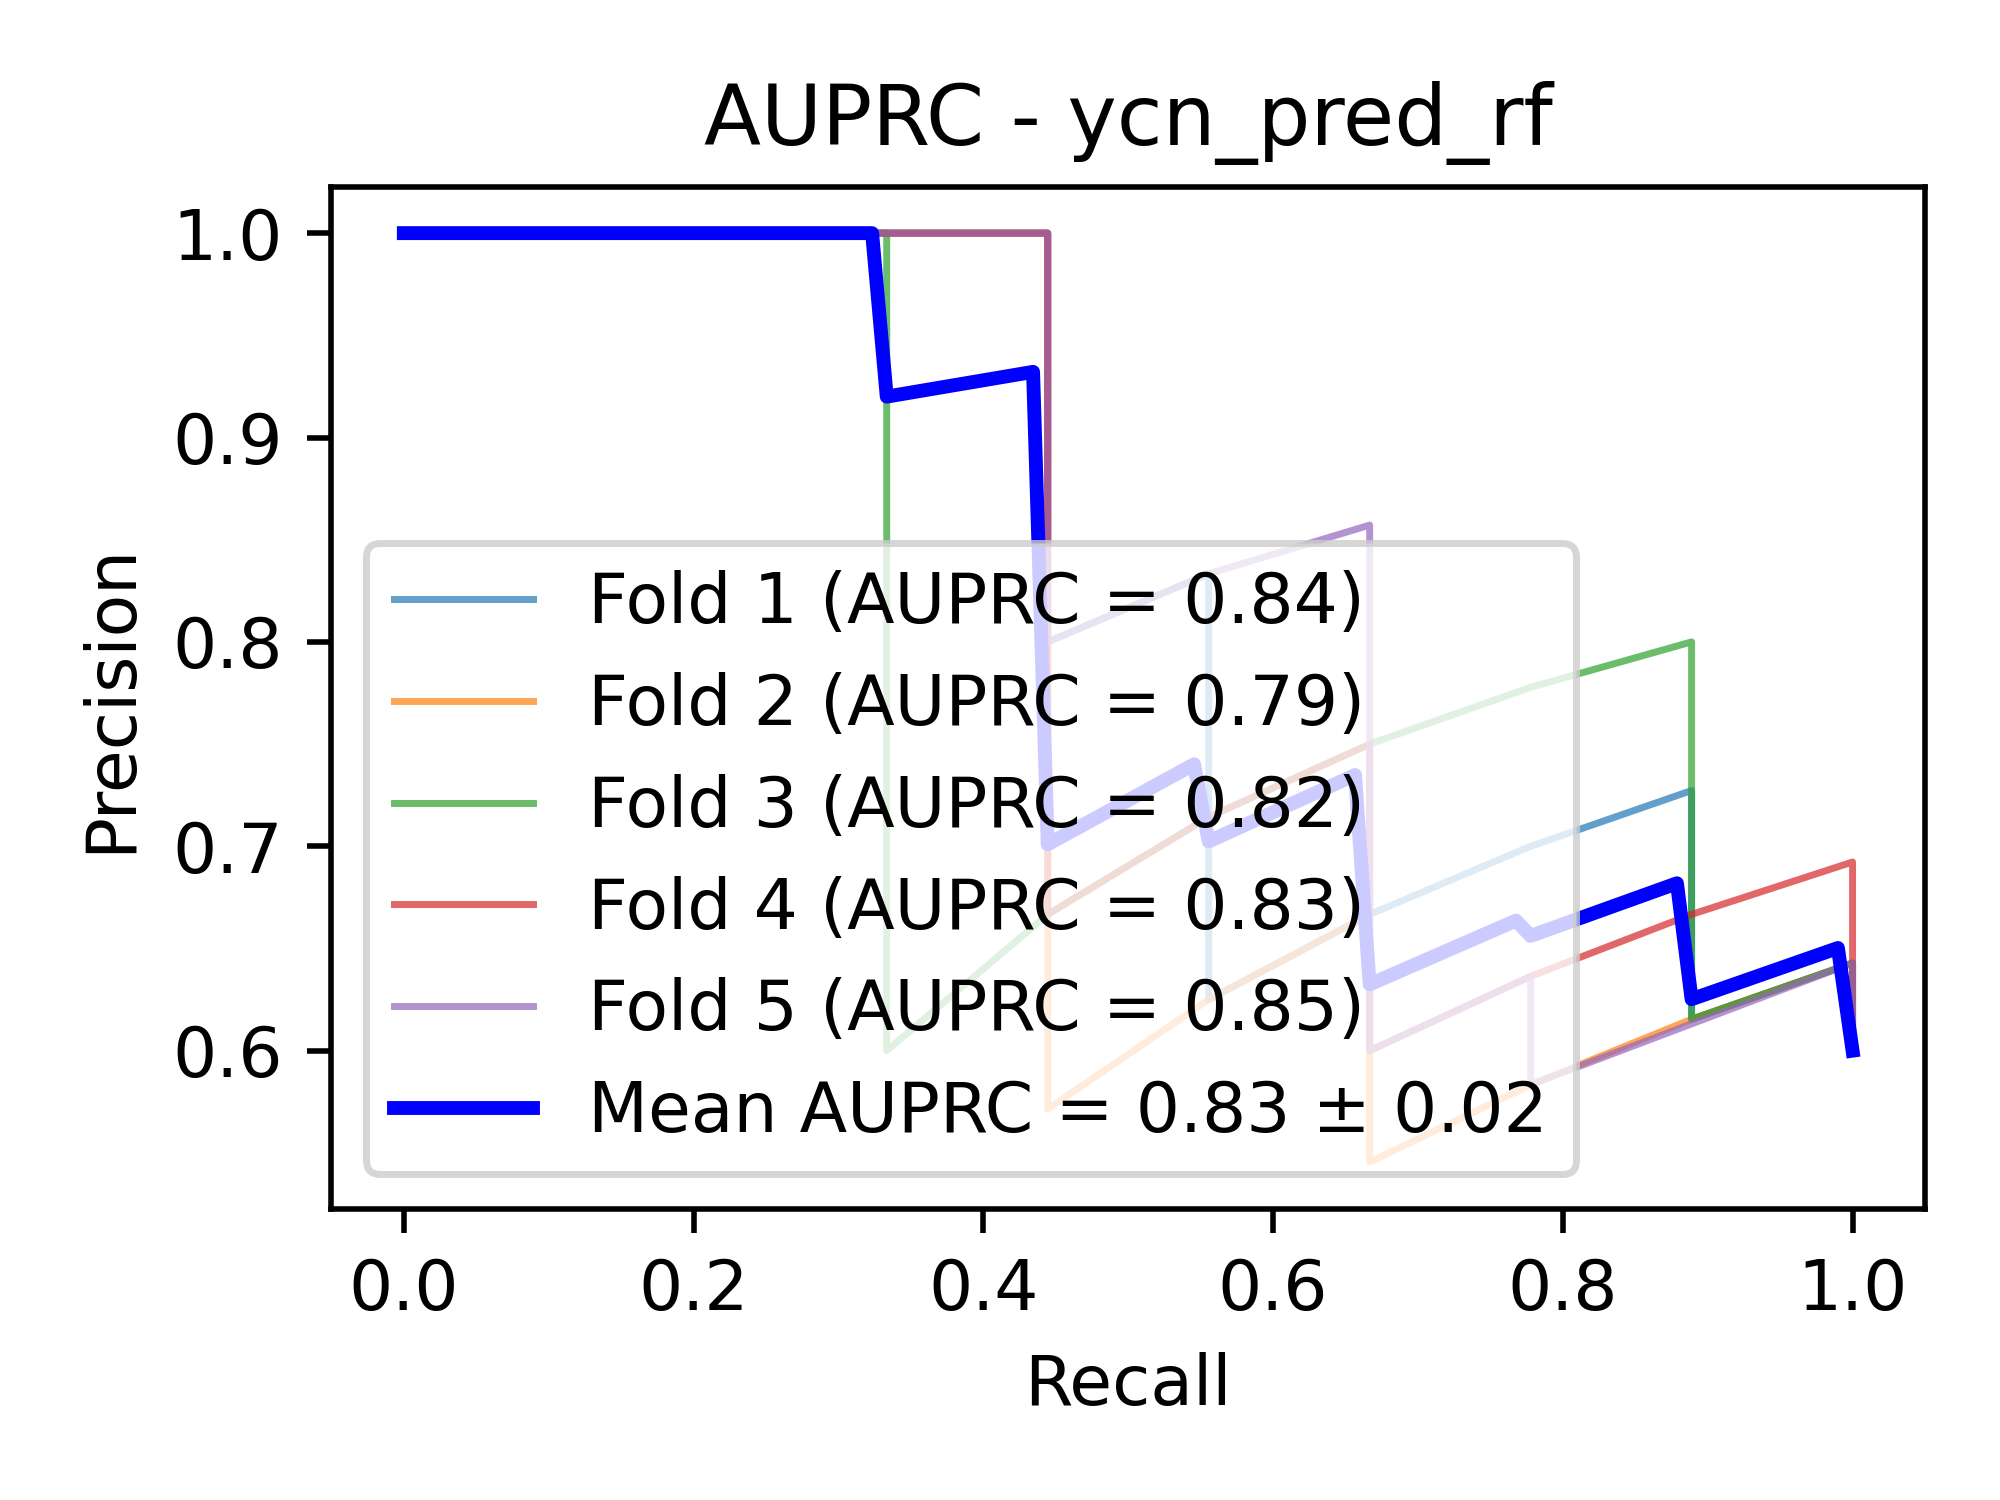 AUPRC - ycn_pred_rf
1.0
0.9
0.8
0.7
0.6
Precision
Fold 1 (AUPRC = 0.84)
Fold 2 (AUPRC = 0.79)
Fold 3 (AUPRC = 0.82)
Fold 4 (AUPRC = 0.83)
Fold 5 (AUPRC = 0.85)
Mean AUPRC = 0.83 ± 0.02
0.0 0.2 0.4 0.6 0.8 1.0
Recall